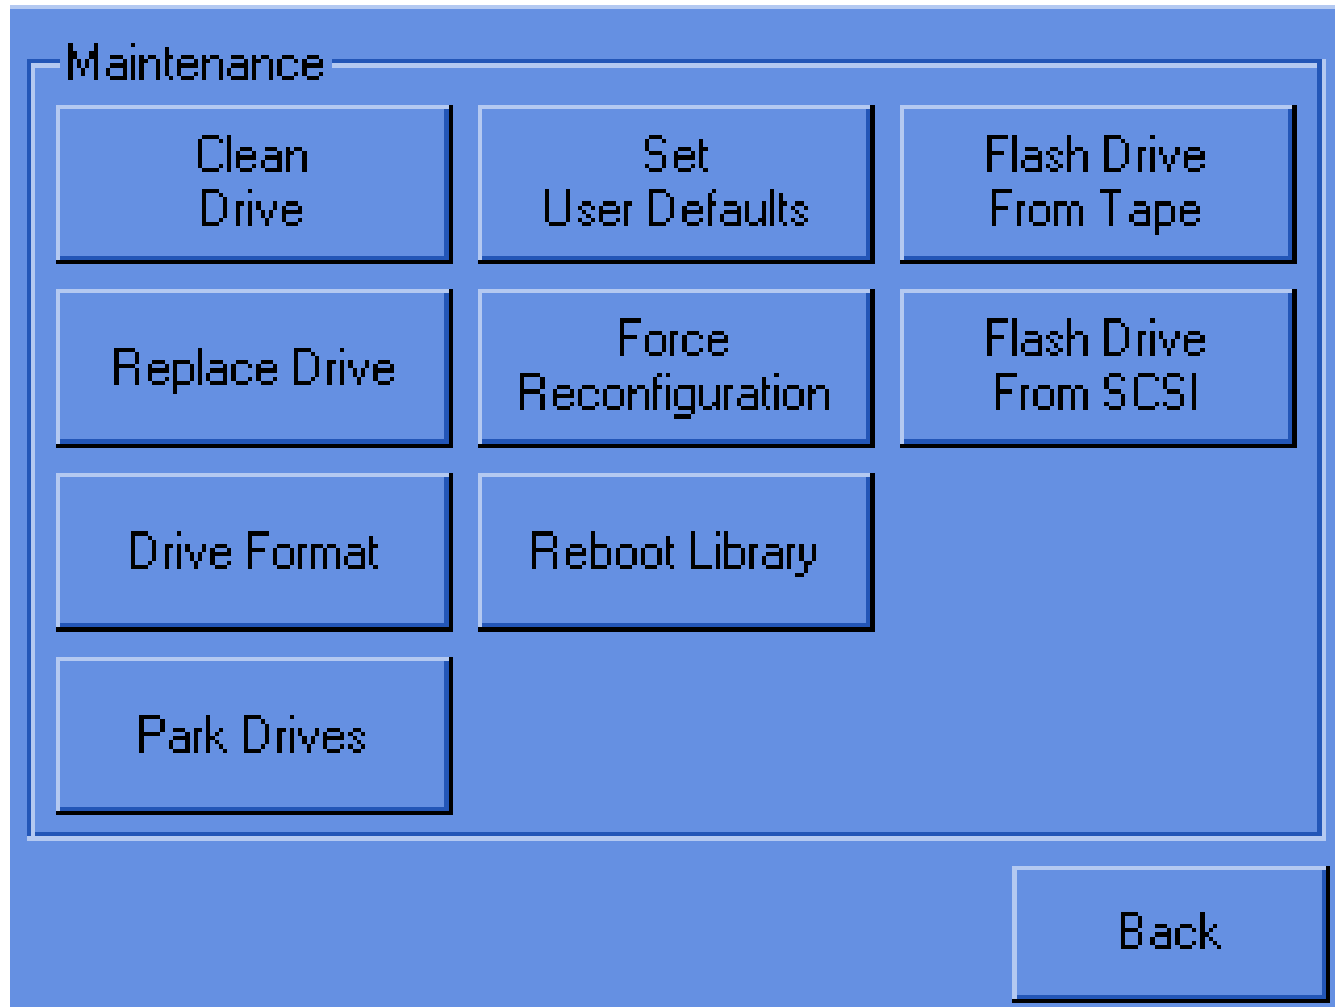 Maintenance
Clean
Drive
Set
User Defaults
Flash Drive
From Tape
Replace Drive
Force
Reconfiguration
Flash Drive
From SCSI
Drive Format
Reboot Library
Park Drives
Back